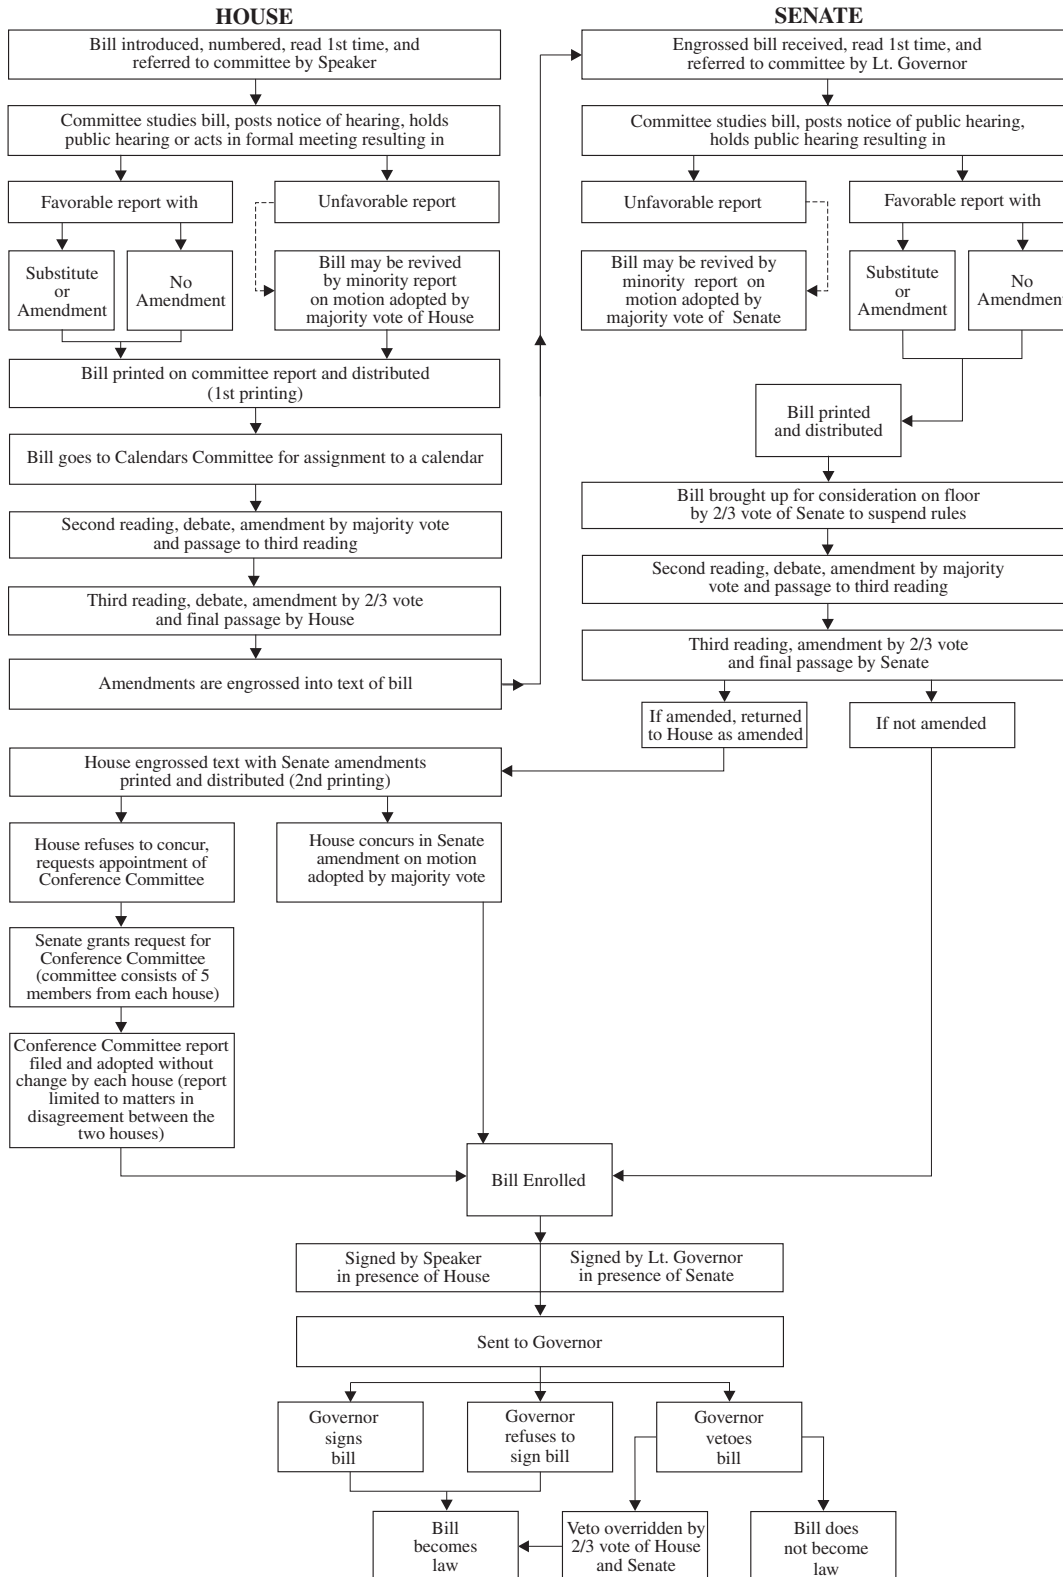 HOUSE
Bill introduced, numbered, read 1st time, and
referred to committee by Speaker
Committee studies bill, posts notice of hearing, holds
public hearing or acts in formal meeting resulting in
Favorable report with
Unfavorable report
Substitute
or
Amendment
No
Amendment
Bill may be revived
by minority report
on motion adopted by
majority vote of House
Bill printed on committee report and distributed
(1st printing)
Bill goes to Calendars Committee for assignment to a calendar
Second reading, debate, amendment by majority vote
and passage to third reading
Third reading, debate, amendment by 2/3 vote
and final passage by House
Amendments are engrossed into text of bill
SENATE
Engrossed bill received, read 1st time, and
referred to committee by Lt. Governor
Committee studies bill, posts notice of public hearing,
holds public hearing resulting in
Unfavorable report
Favorable report with
Bill may be revived by
minority report on
motion adopted by
majority vote of Senate
Substitute
or
Amendment
No
Amendment
Bill printed
and distributed
Bill brought up for consideration on floor
by 2/3 vote of Senate to suspend rules
Second reading, debate, amendment by majority
vote and passage to third reading
Third reading, amendment by 2/3 vote
and final passage by Senate
If amended, returned
to House as amended
If not amended
House engrossed text with Senate amendments
printed and distributed (2nd printing)
House refuses to concur,
requests appointment of
Conference Committee
House concurs in Senate
amendment on motion
adopted by majority vote
Senate grants request for
Conference Committee
(committee consists of 5
members from each house)
Conference Committee report
filed and adopted without
change by each house (report
limited to matters in
disagreement between the
two houses)
Bill Enrolled
Signed by Speaker
in presence of House
Signed by Lt. Governor
in presence of Senate
Sent to Governor
Governor
signs
bill
Governor
refuses to
sign bill
Governor
vetoes
bill
Bill
becomes
law
Veto overridden by
2/3 vote of House
and Senate
Bill does
not become
law